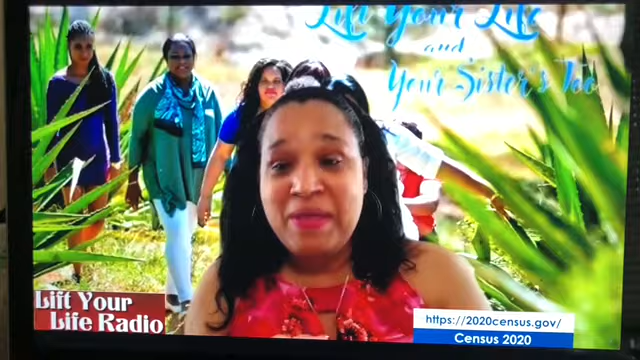 Lift Your Life
and
Your Sister's Too
Lift Your
Life Radio
https://2020census.gov/
Census 2020